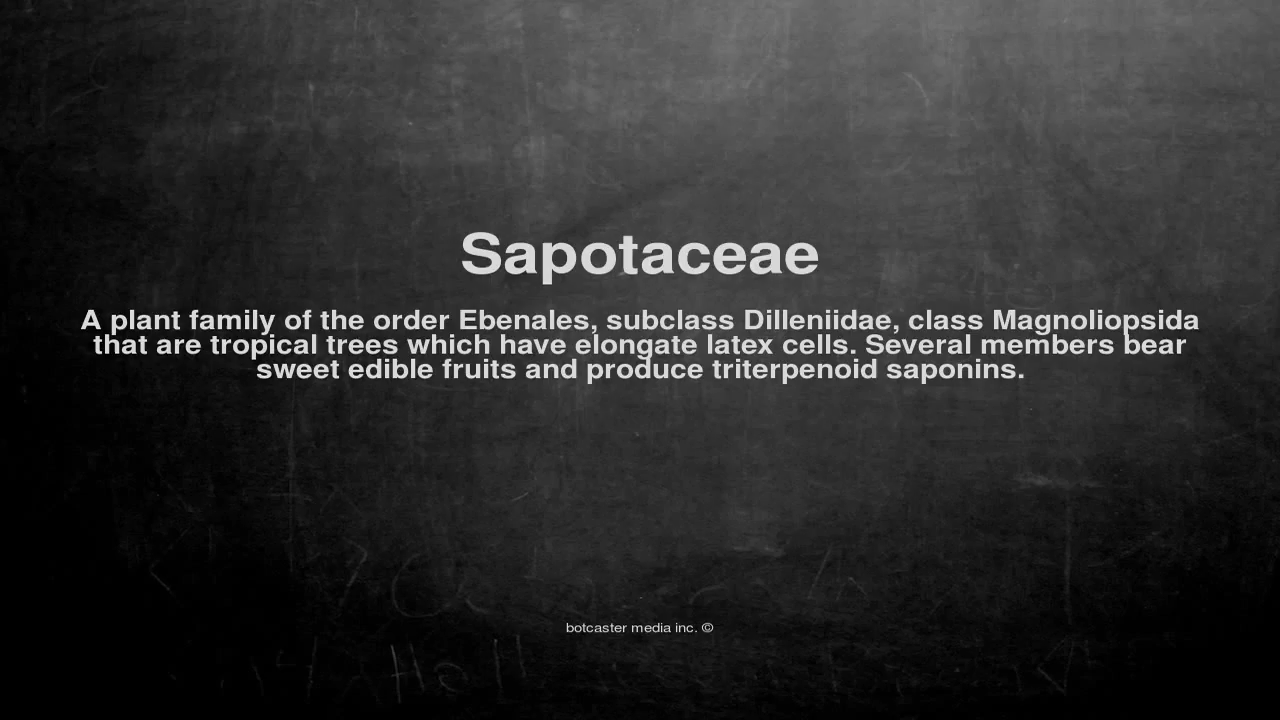 Sapotaceae
A plant family of the order Ebenales, subclass Dilleniidae, class Magnoliopsida
that are tropical trees which have elongate latex cells. Several members bear
sweet edible fruits and produce triterpenoid saponins.
botcaster media inc. ©